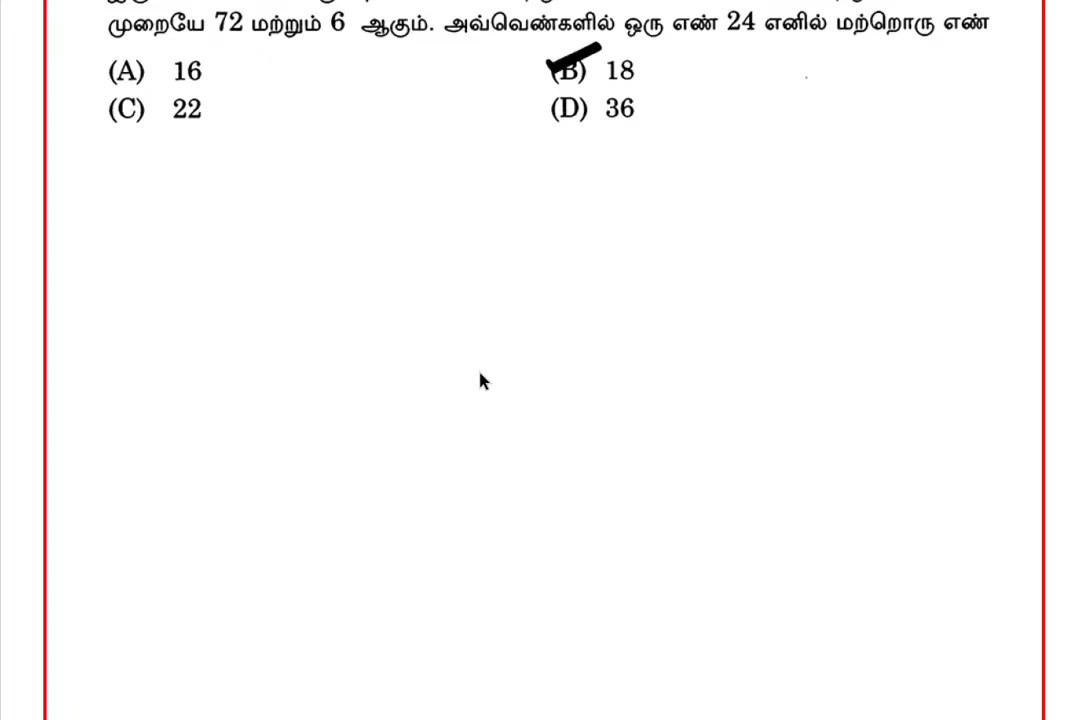 முறையே 72 மற்றும் 6 ஆகும். அவ்வெண்களில் ஒரு எண் 24 எனில் மற்றொரு எண்
(A) 16 (B) 18
(C) 22 (D) 36